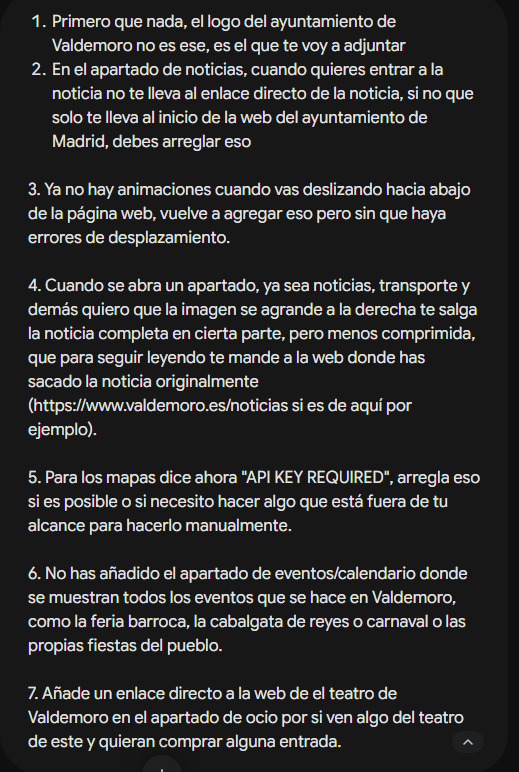 1. Primero que nada, el logo del ayuntamiento de
Valdemoro no es ese, es el que te voy a adjuntar
2. En el apartado de noticias, cuando quieres entrar a la
noticia no te lleva al enlace directo de la noticia, si no que
solo te lleva al inicio de la web del ayuntamiento de
Madrid, debes arreglar eso
3. Ya no hay animaciones cuando vas deslizando hacia abajo
de la página web, vuelve a agregar eso pero sin que haya
errores de desplazamiento.
4. Cuando se abra un apartado, ya sea noticias, transporte y
demás quiero que la imagen se agrande a la derecha te salga
la noticia completa en cierta parte, pero menos comprimida,
que para seguir leyendo te mande a la web donde has
sacado la noticia originalmente
(https://www.valdemoro.es/noticias si es de aquí por
ejemplo).
5. Para los mapas dice ahora "API KEY REQUIRED", arregla eso
si es posible o si necesito hacer algo que está fuera de tu
alcance para hacerlo manualmente.
6. No has añadido el apartado de eventos/calendario donde
se muestran todos los eventos que se hace en Valdemoro,
como la feria barroca, la cabalgata de reyes o carnaval o las
propias fiestas del pueblo.
7. Añade un enlace directo a la web de el teatro de
Valdemoro en el apartado de ocio por si ven algo del teatro
de este y quieran comprar alguna entrada.